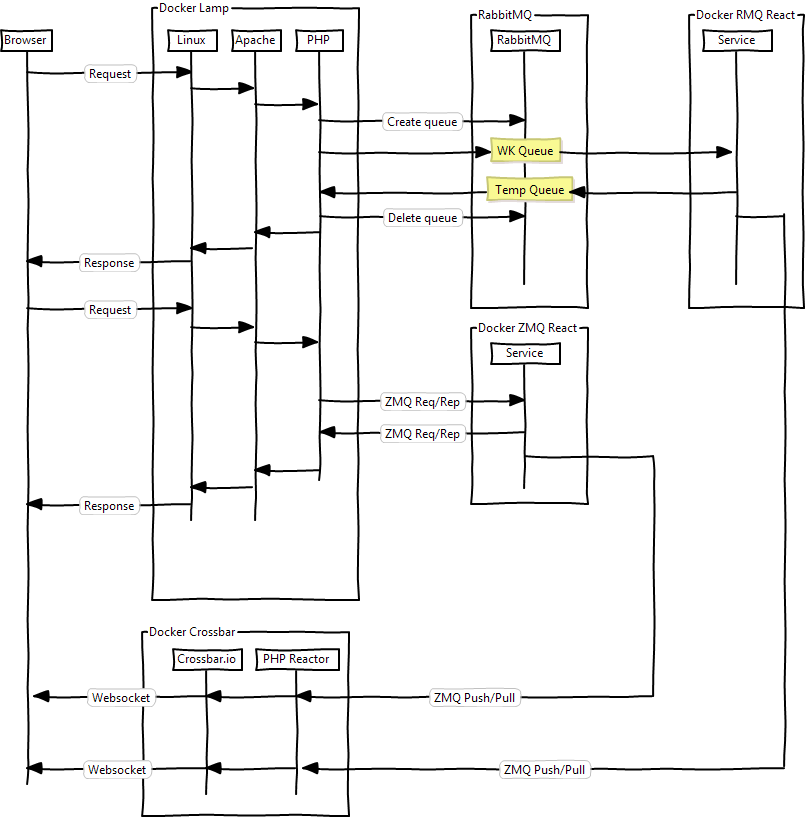 Docker Lamp
RabbitMQ
Docker RMQ React
Browser
Linux
Apache
PHP
RabbitMQ
Service
Request
Create queue
WK Queue
Temp Queue
Delete queue
Response
Request
Docker ZMQ React
Service
ZMQ Req/Rep
ZMQ Req/Rep
Response
Docker Crossbar
Crossbar.io
PHP Reactor
Websocket
ZMQ Push/Pull
Websocket
ZMQ Push/Pull